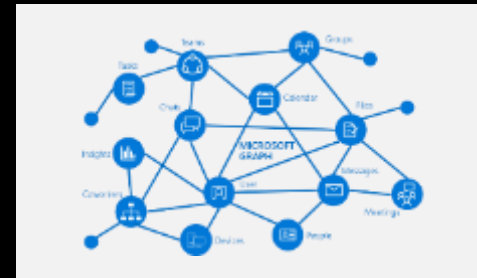 Teams
Groups
Tasks
Calendar
Chats
Files
MICROSOFT
GRAPH
Insights
Messages
Coworkers
User
Meetings
Devices
People